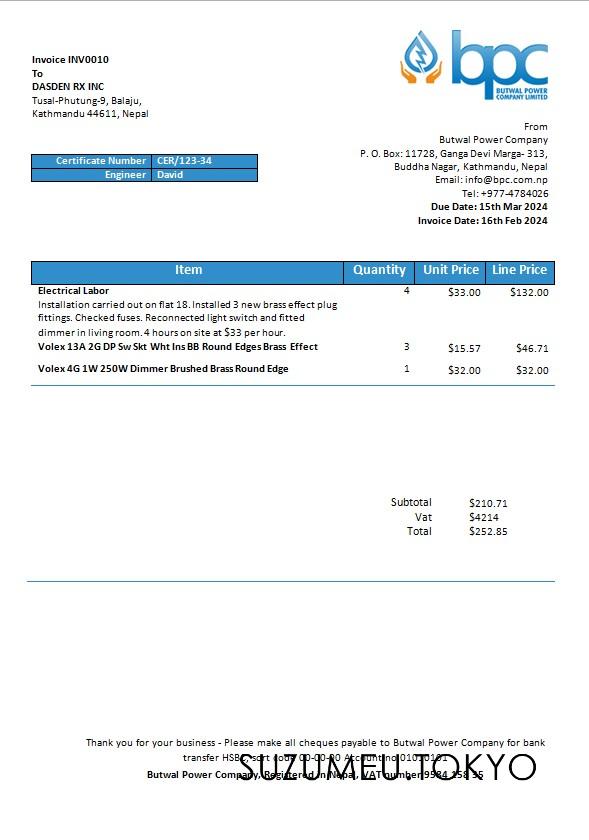 Invoice INV0010
To
DASDEN RX INC
Tusal-Phutung-9, Balaju,
Kathmandu 44611, Nepal
bpc
BUTWAL POWER
COMPANY LIMITED
From
Butwal Power Company
P. O. Box: 11728, Ganga Devi Marga- 313,
Buddha Nagar, Kathmandu, Nepal
Email: info@bpc.com.np
Tel: +977-4784026
Due Date: 15th Mar 2024
Invoice Date: 16th Feb 2024
Certificate Number CER/123-34
Engineer David
Item Quantity Unit Price Line Price
Electrical Labor 4 $33.00 $132.00
Installation carried out on flat 18. Installed 3 new brass effect plug
fittings. Checked fuses. Reconnected light switch and fitted
dimmer in living room. 4 hours on site at $33 per hour.
Volex 13A 2G DP Sw Skt Wht Ins BB Round Edges Brass Effect 3 $15.57 $46.71
Volex 4G 1W 250W Dimmer Brushed Brass Round Edge 1 $32.00 $32.00
Subtotal $210.71
Vat $4214
Total $252.85
Thank you for your business - Please make all cheques payable to Butwal Power Company for bank
transfer HSBC, sort code 00-00-00 Account no
Butwal Power Company, Registered in Nepal, VAT number 9584 158 35
SUZUMEU.TOKYO